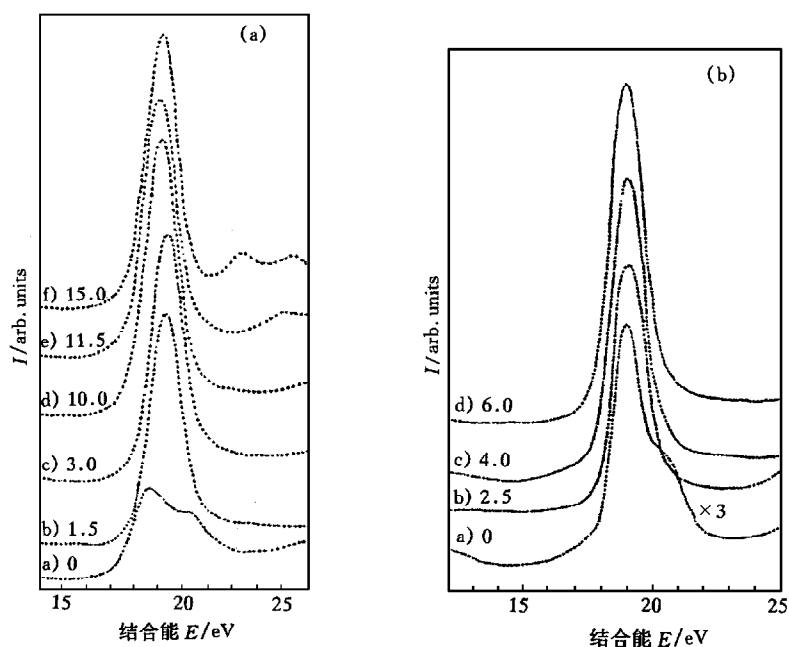 (a)
I/arb. units
f) 15.0
e) 11.5
d) 10.0
c) 3.0
b) 1.5
a) 0
15 20 25
结合能 E/eV
(b)
I/arb. units
d) 6.0
c) 4.0
b) 2.5
a) 0
×3
15 20 25
结合能 E/eV